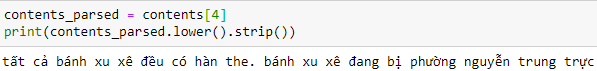 contents_parsed = contents[4]
print(contents_parsed.lower().strip())
tất cả bánh xu xê đều có hàn the. bánh xu xê đang bị phường nguyễn trung trực